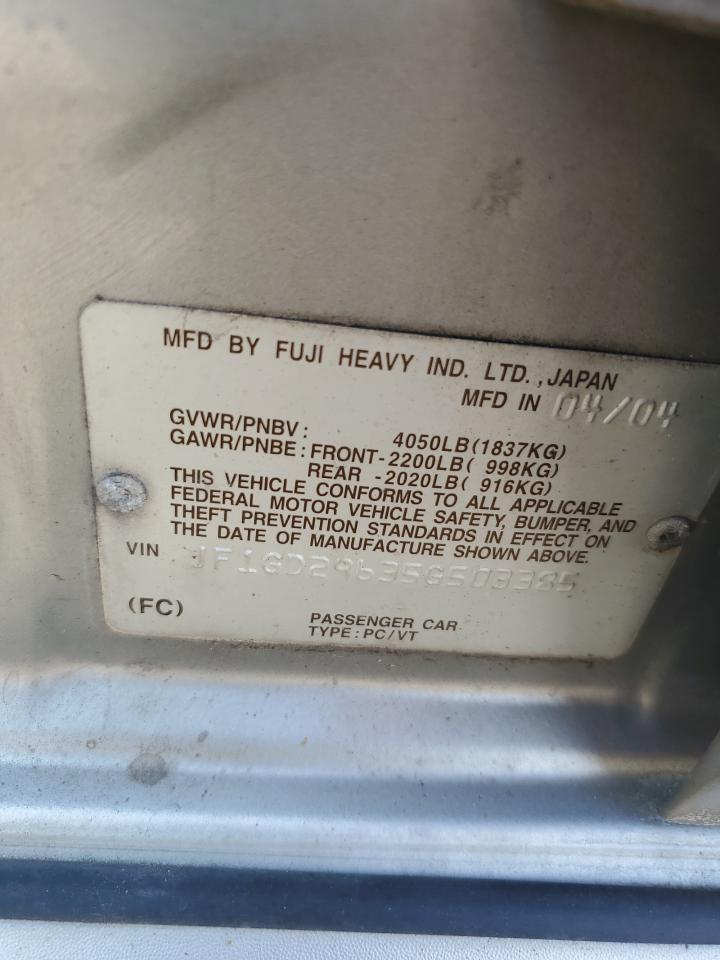 MFD BY FUJI HEAVY IND. LTD., JAPAN
MFD IN 04/04
GVWR/PNBV: 4050LB(1837KG)
GAWR/PNBE: FRONT-2200LB( 998KG)
REAR -2020LB( 916KG)
THIS VEHICLE CONFORMS TO ALL APPLICABLE
FEDERAL MOTOR VEHICLE SAFETY, BUMPER, AND
THEFT PREVENTION STANDARDS IN EFFECT ON
THE DATE OF MANUFACTURE SHOWN ABOVE.
VIN
(FC)
PASSENGER CAR
TYPE: PC/VT